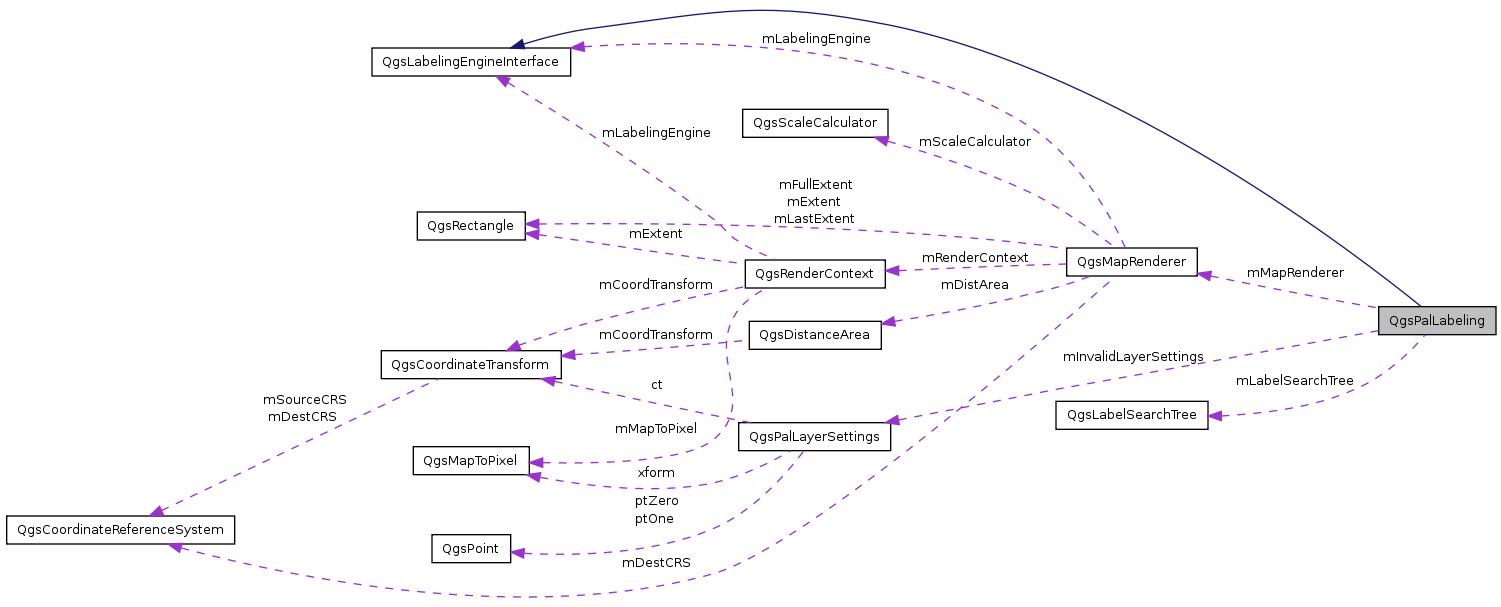 mLabelingEngine
QgsLabelingEngineInterface
QgsScaleCalculator
mLabelingEngine
mScaleCalculator
mFullExtent
mExtent
mLastExtent
QgsRectangle
mExtent
mRenderContext
QgsMapRenderer
QgsRenderContext
mMapRenderer
mCoordTransform
mDistArea
QgsPalLabeling
mCoordTransform
QgsDistanceArea
mInvalidLayerSettings
QgsCoordinateTransform
ct
mLabelSearchTree
mSourceCRS
mDestCRS
QgsLabelSearchTree
mMapToPixel
QgsPalLayerSettings
QgsMapToPixel
xform
ptZero
ptOne
QgsCoordinateReferenceSystem
QgsPoint
mDestCRS